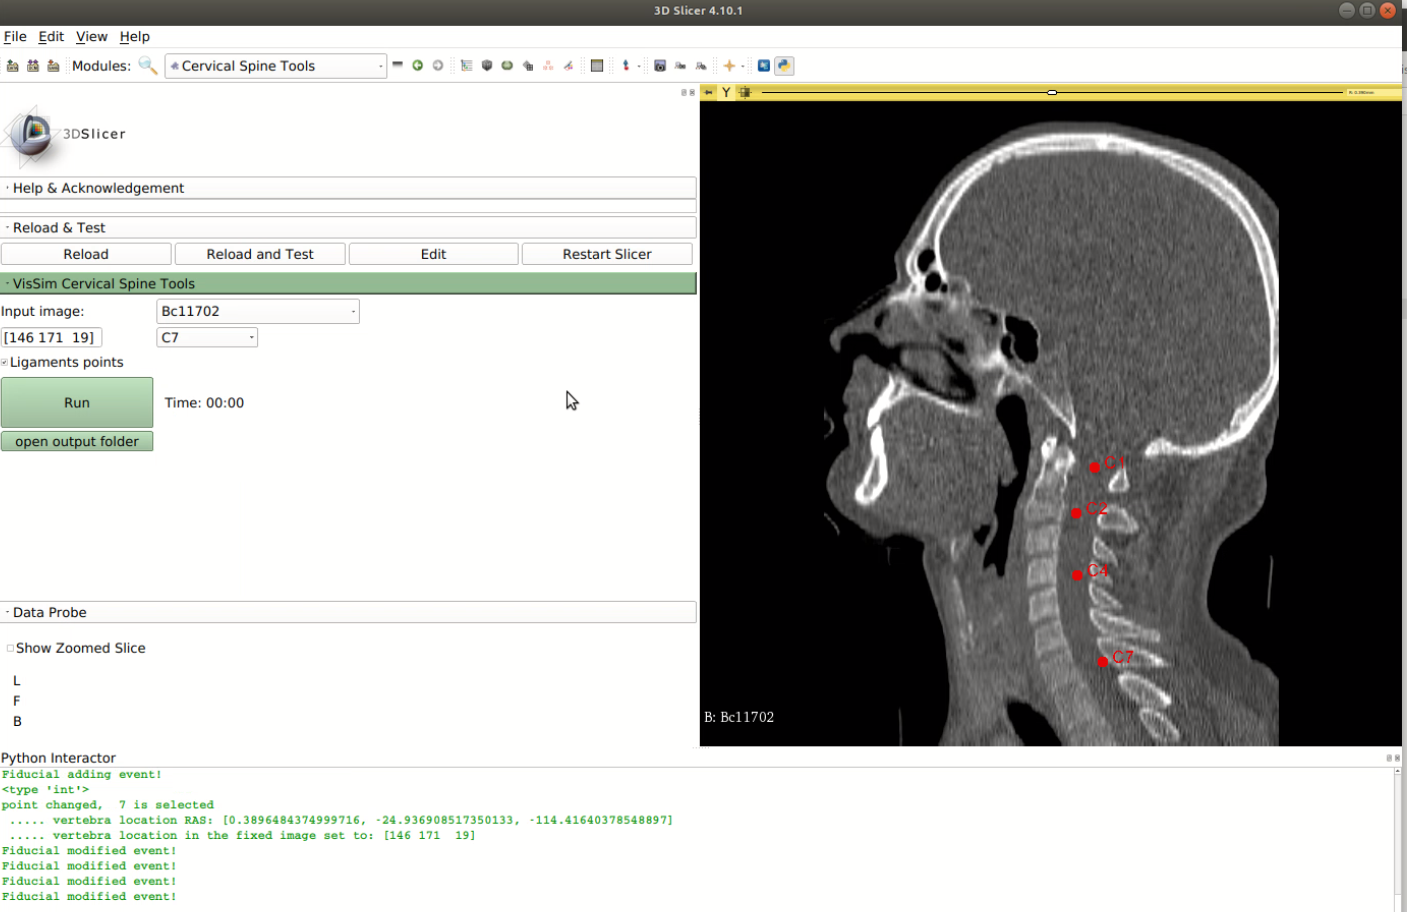 3D Slicer 4.10.1
File Edit View Help
Modules: Cervical Spine Tools
3DSlicer
Help & Acknowledgement
Reload & Test
Reload Reload and Test Edit Restart Slicer
VisSim Cervical Spine Tools
Input image: Bc11702
[146 171  19] C7
Ligaments points
Run Time: 00:00
open output folder
Data Probe
Show Zoomed Slice
L
F
B
Y
C1
C2
C4
C7
B: Bc11702
Python Interactor
Fiducial adding event!
<type 'int'>
point changed,  7 is selected
..... vertebra location RAS: [0.3896484374999716, -24.936908517350133, -114.41640378548897]
..... vertebra location in the fixed image set to: [146 171  19]
Fiducial modified event!
Fiducial modified event!
Fiducial modified event!
Fiducial modified event!